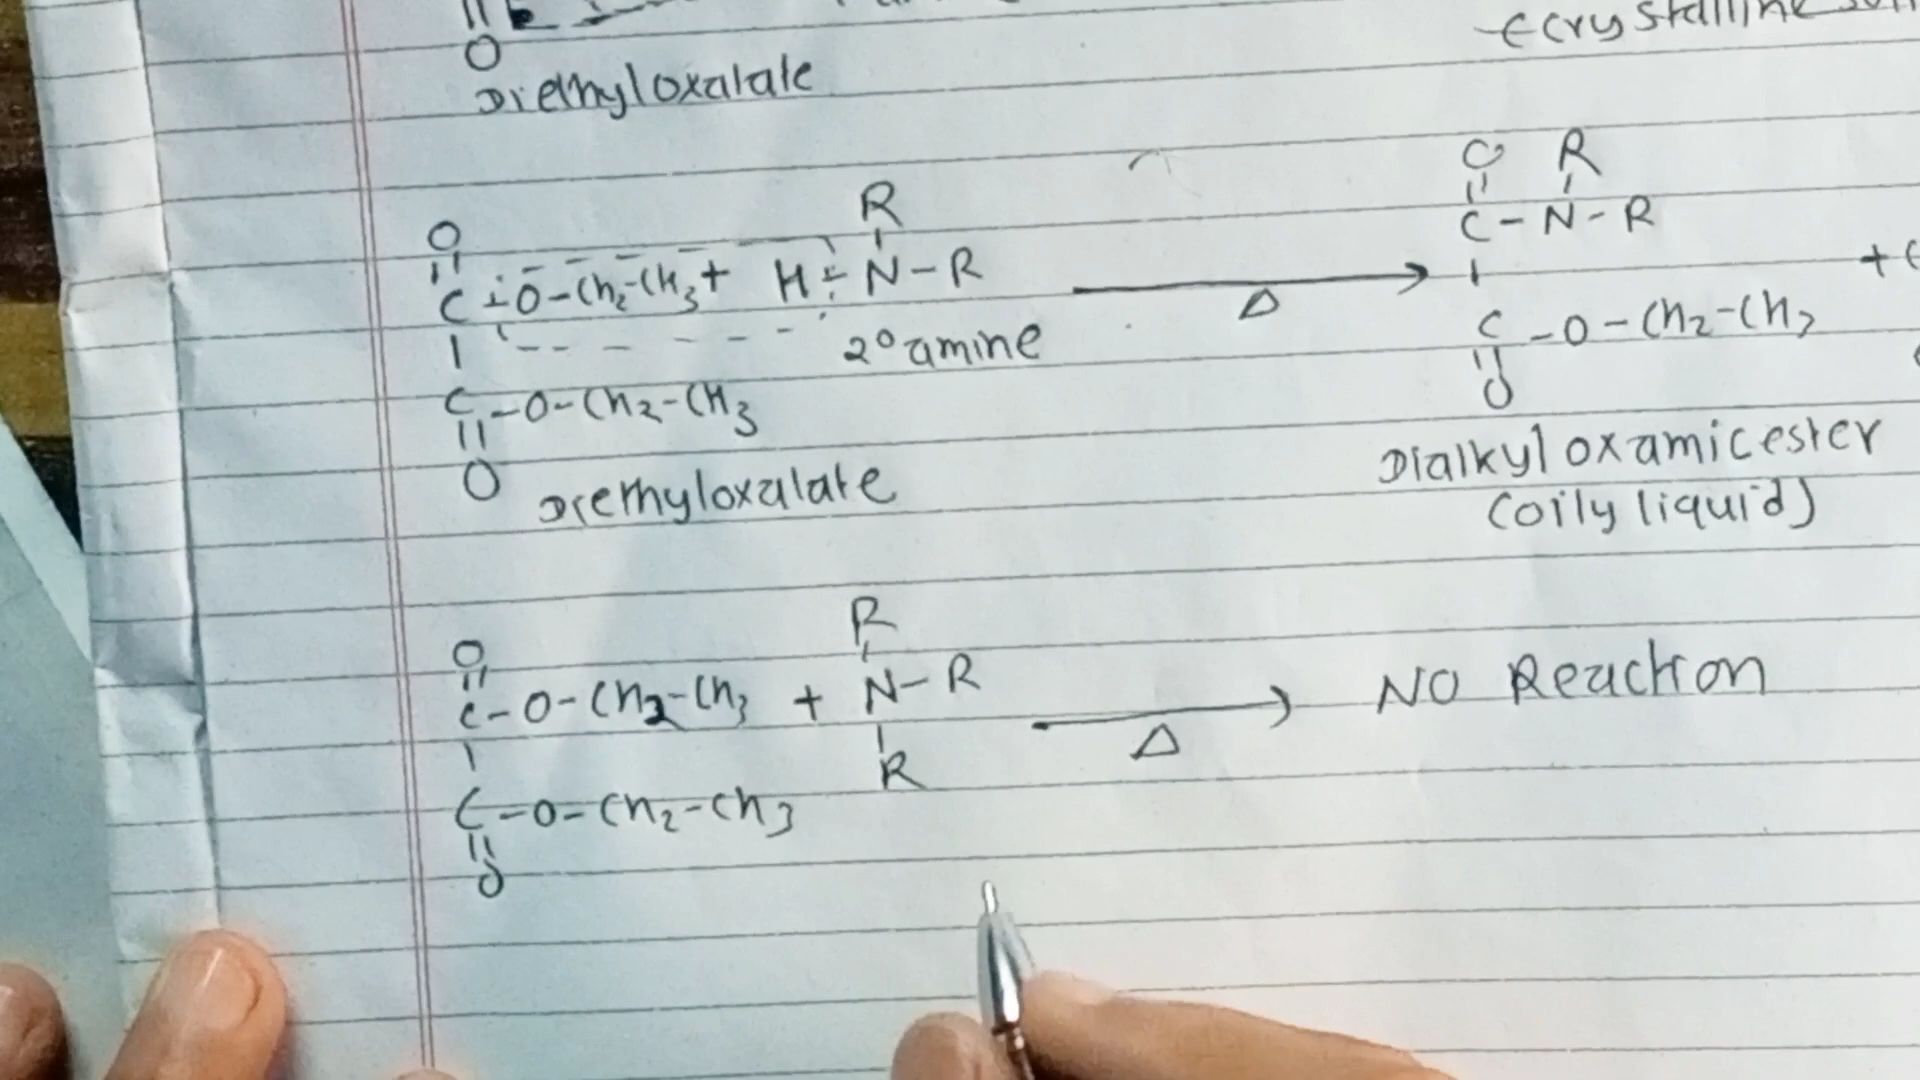 O
Diethyloxalate
R
O
C - O - CH2 - CH3 + H - N - R
Δ
2° amine
C - O - CH2 - CH3
O
Diethyloxalate
O R
C - N - R
+
C - O - CH2 - CH3
O
Dialkyl oxamic ester
(oily liquid)
R
O
C - O - CH2 - CH3 + N - R
Δ
NO Reaction
R
C - O - CH2 - CH3
O